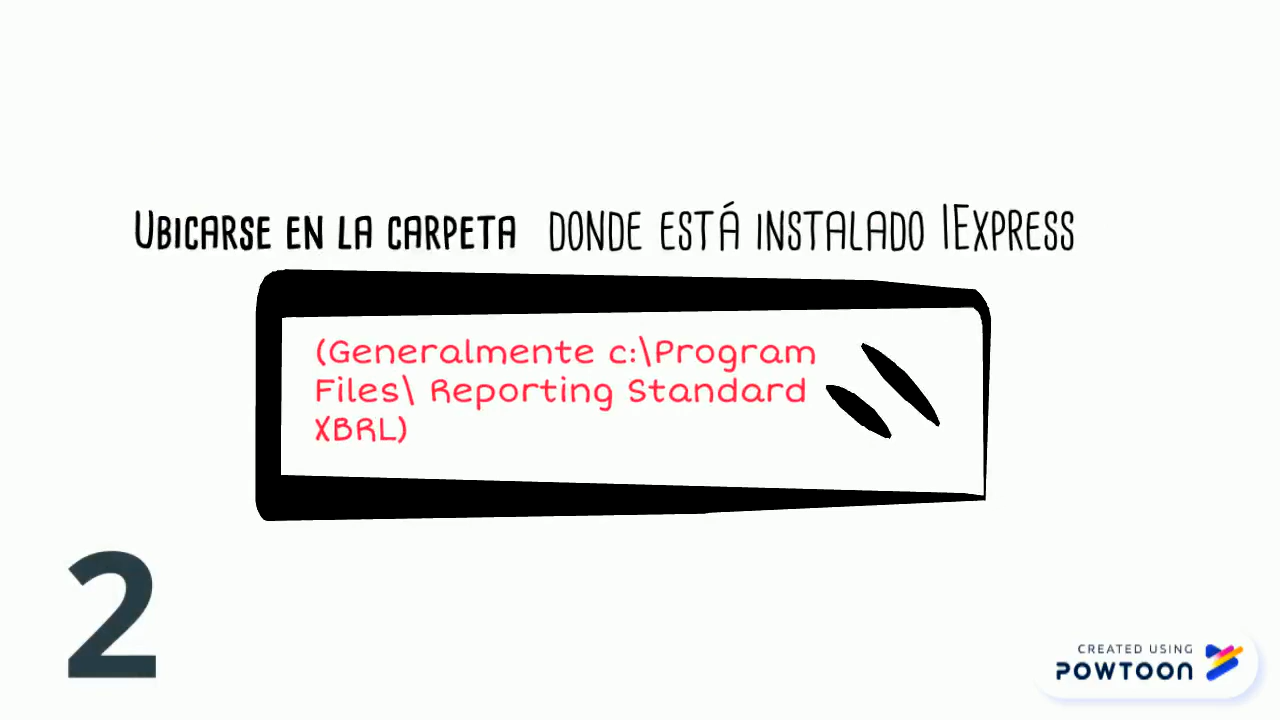 Ubicarse en la carpeta donde está instalado IExpress
(Generalmente c:\Program
Files\ Reporting Standard
XBRL)
2
CREATED USING
POWTOON